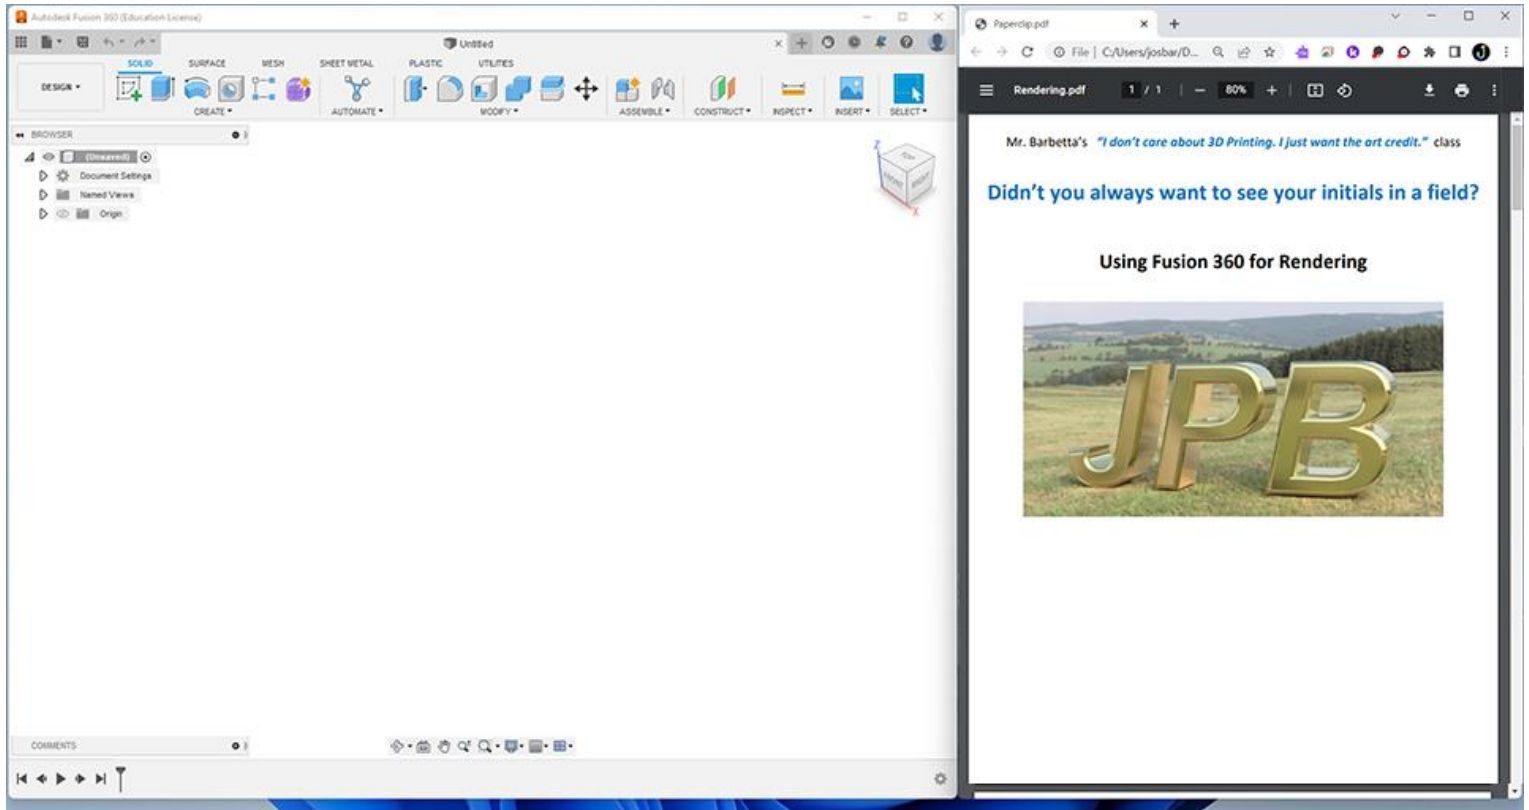 Autodesk Fusion 360 (Education License)
Untitled
SOLID SURFACE MESH SHEET METAL PLASTIC UTILITIES
DESIGN
CREATE AUTOMATE MODIFY ASSEMBLE CONSTRUCT INSPECT INSERT SELECT
BROWSER
(Unsaved)
Document Settings
Named Views
Origin
Z
TOP
FRONT RIGHT
X
COMMENTS
Paperclip.pdf
File | C:/Users/josbar/D...
Rendering.pdf 1 / 1 80%
Mr. Barbetta's "I don't care about 3D Printing. I just want the art credit." class
Didn't you always want to see your initials in a field?
Using Fusion 360 for Rendering
JPB